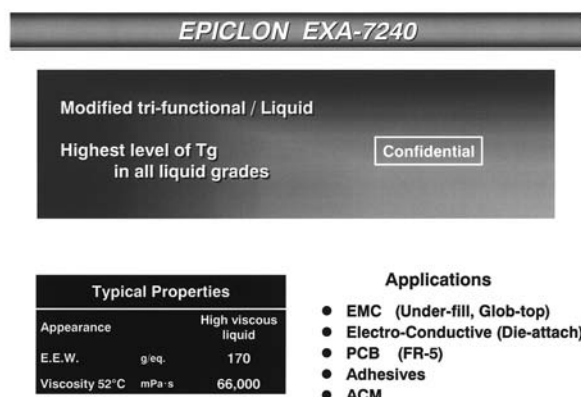 EPICLON EXA-7240
Modified tri-functional / Liquid
Highest level of Tg
in all liquid grades
Confidential
Typical Properties
Appearance High viscous liquid
E.E.W. g/eq. 170
Viscosity 52°C mPa·s 66,000
Applications
● EMC (Under-fill, Glob-top)
● Electro-Conductive (Die-attach)
● PCB (FR-5)
● Adhesives
● ACM